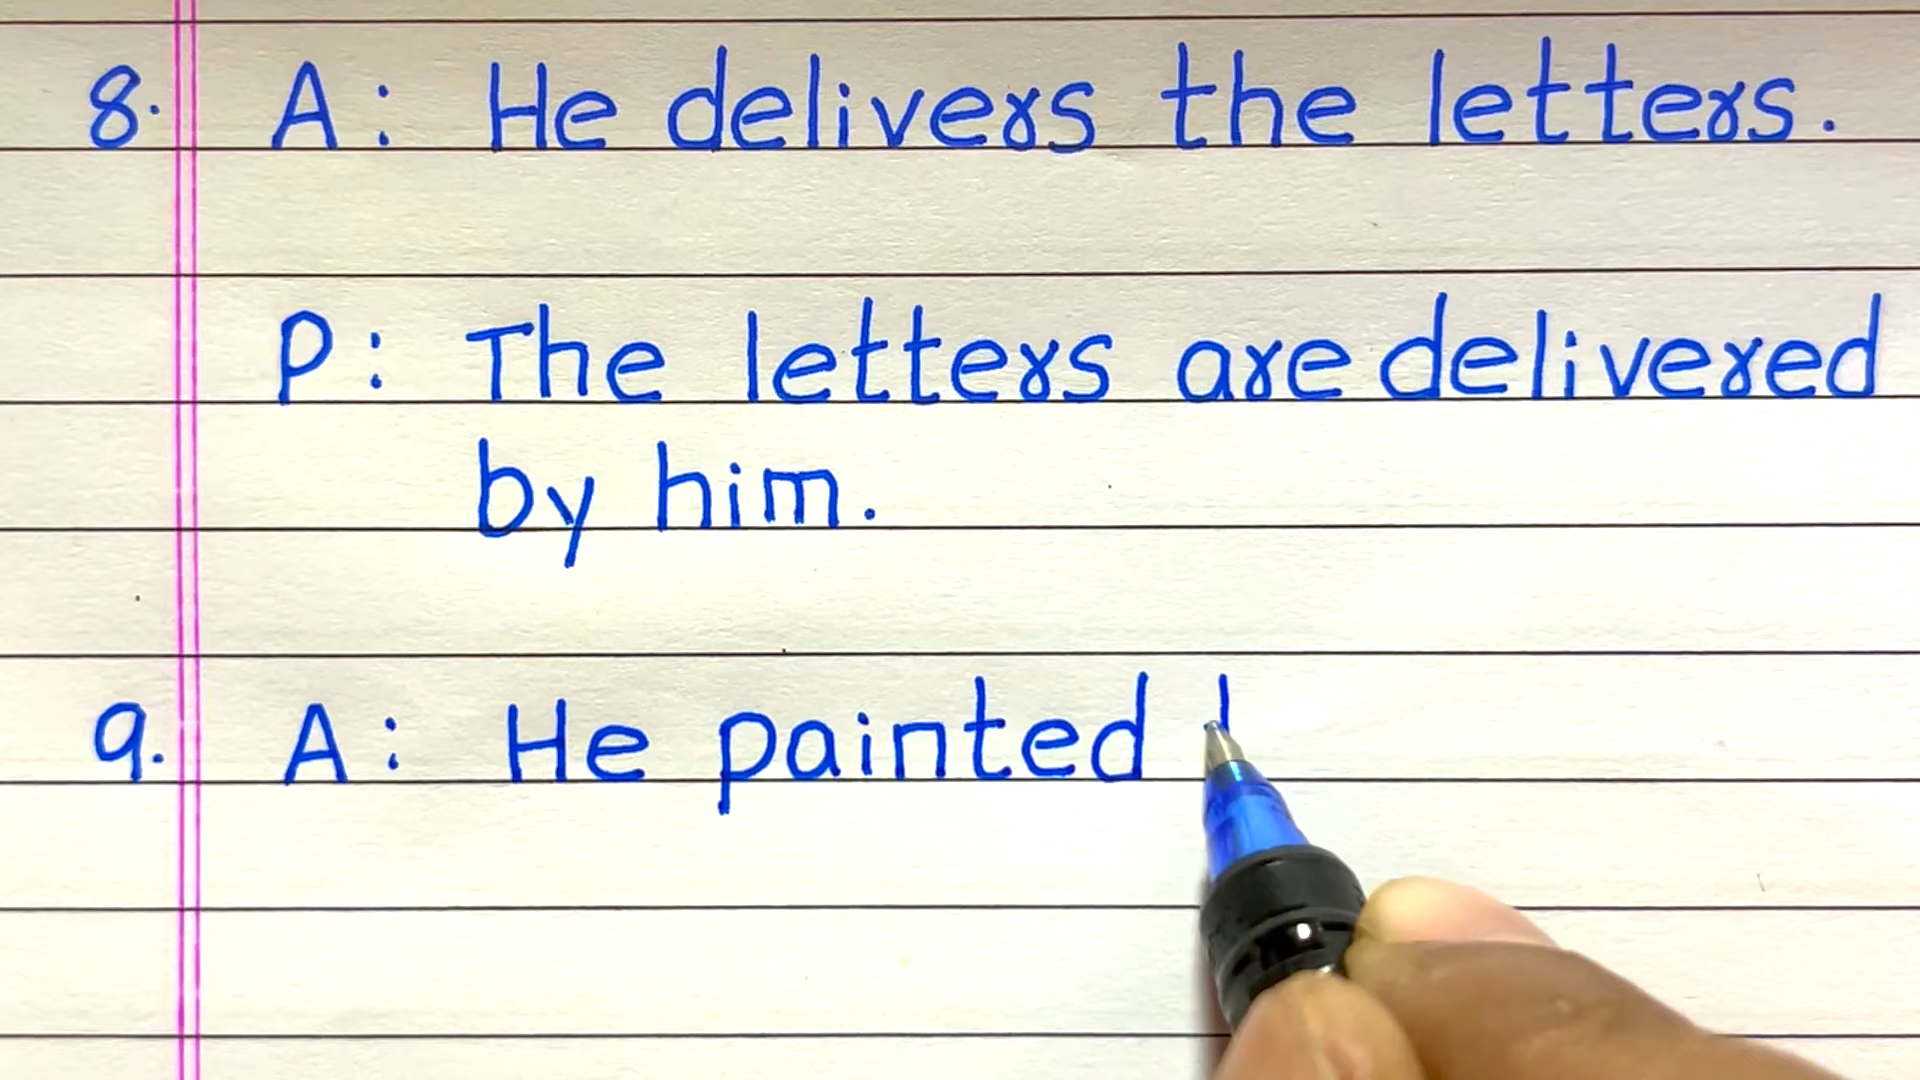 8. A: He delivers the letters.
P: The letters are delivered
by him.
9. A: He painted